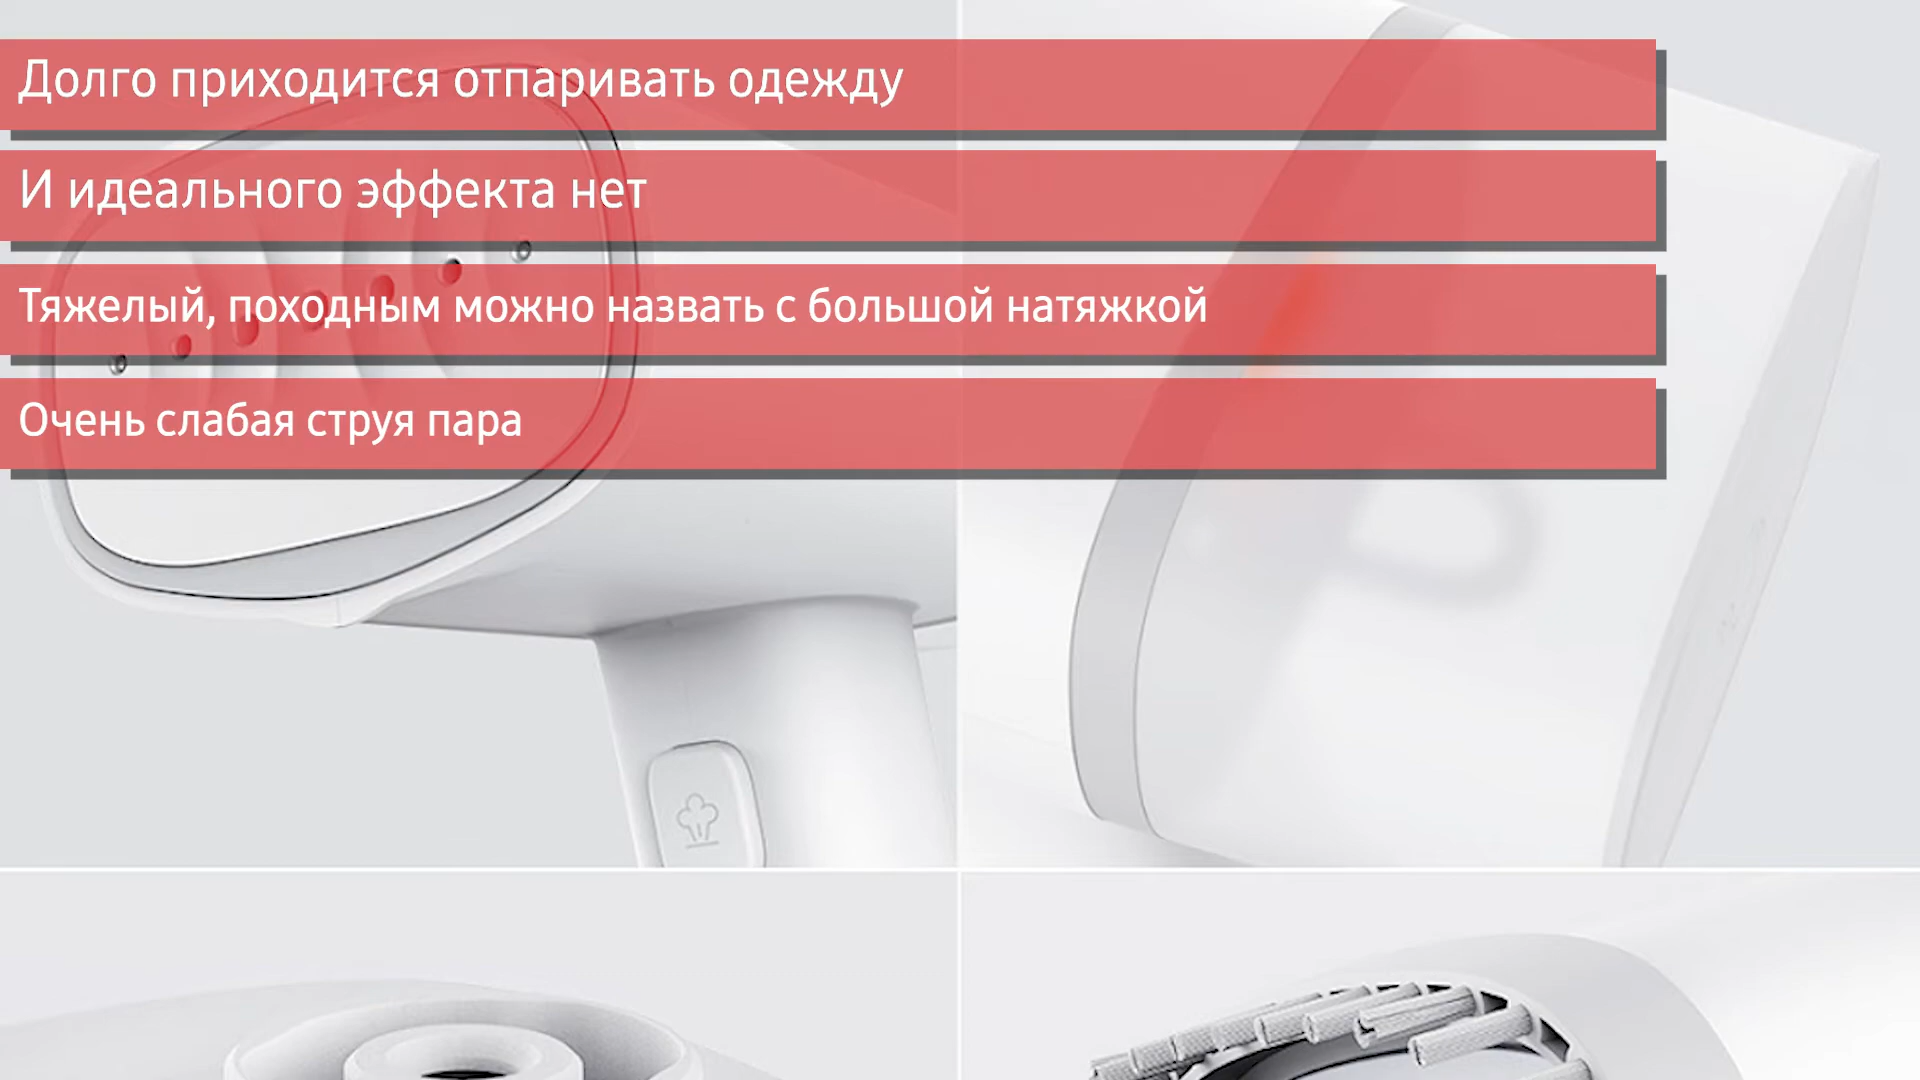 Долго приходится отпаривать одежду
И идеального эффекта нет
Тяжелый, походным можно назвать с большой натяжкой
Очень слабая струя пара